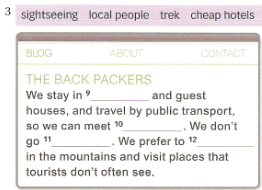 3 sightseeing local people trek cheap hotels
BLOG ABOUT CONTACT
THE BACK PACKERS
We stay in 9________ and guest
houses, and travel by public transport,
so we can meet 10________. We don't
go 11________. We prefer to 12________
in the mountains and visit places that
tourists don't often see.